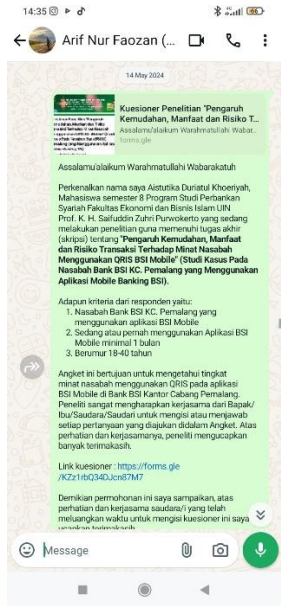 14:35
Arif Nur Faozan (...
14 May 2024
Kuesioner Penelitian "Pengaruh
Kemudahan, Manfaat dan Risiko T...
Assalamu'alaikum Warahmatullahi Wabar...
forms.gle
Assalamu'alaikum Warahmatullahi Wabarakatuh
Perkenalkan nama saya Aistutika Duriatul Khoeriyah,
Mahasiswa semester 8 Program Studi Perbankan
Syariah Fakultas Ekonomi dan Bisnis Islam UIN
Prof. K. H. Saifuddin Zuhri Purwokerto yang sedang
melakukan penelitian guna memenuhi tugas akhir
(skripsi) tentang "Pengaruh Kemudahan, Manfaat
dan Risiko Transaksi Terhadap Minat Nasabah
Menggunakan QRIS BSI Mobile" (Studi Kasus Pada
Nasabah Bank BSI KC. Pemalang yang Menggunakan
Aplikasi Mobile Banking BSI).
Adapun kriteria dari responden yaitu:
1. Nasabah Bank BSI KC. Pemalang yang
menggunakan aplikasi BSI Mobile
2. Sedang atau pernah menggunakan Aplikasi BSI
Mobile minimal 1 bulan
3. Berumur 18-40 tahun
Angket ini bertujuan untuk mengetahui tingkat
minat nasabah menggunakan QRIS pada aplikasi
BSI Mobile di Bank BSI Kantor Cabang Pemalang.
Peneliti sangat mengharapkan kerjasama dari Bapak/
Ibu/Saudara/Saudari untuk mengisi atau menjawab
setiap pertanyaan yang diajukan didalam Angket. Atas
perhatian dan kerjasamanya, peneliti mengucapkan
banyak terimakasih.
Link kuesioner : https://forms.gle
/KZz1rbQ34DJcn87M7
Demikian permohonan ini saya sampaikan, atas
perhatian dan kerjasama saudara/i yang telah
meluangkan waktu untuk mengisi kuesioner ini saya
ucapkan terimakasih
Message